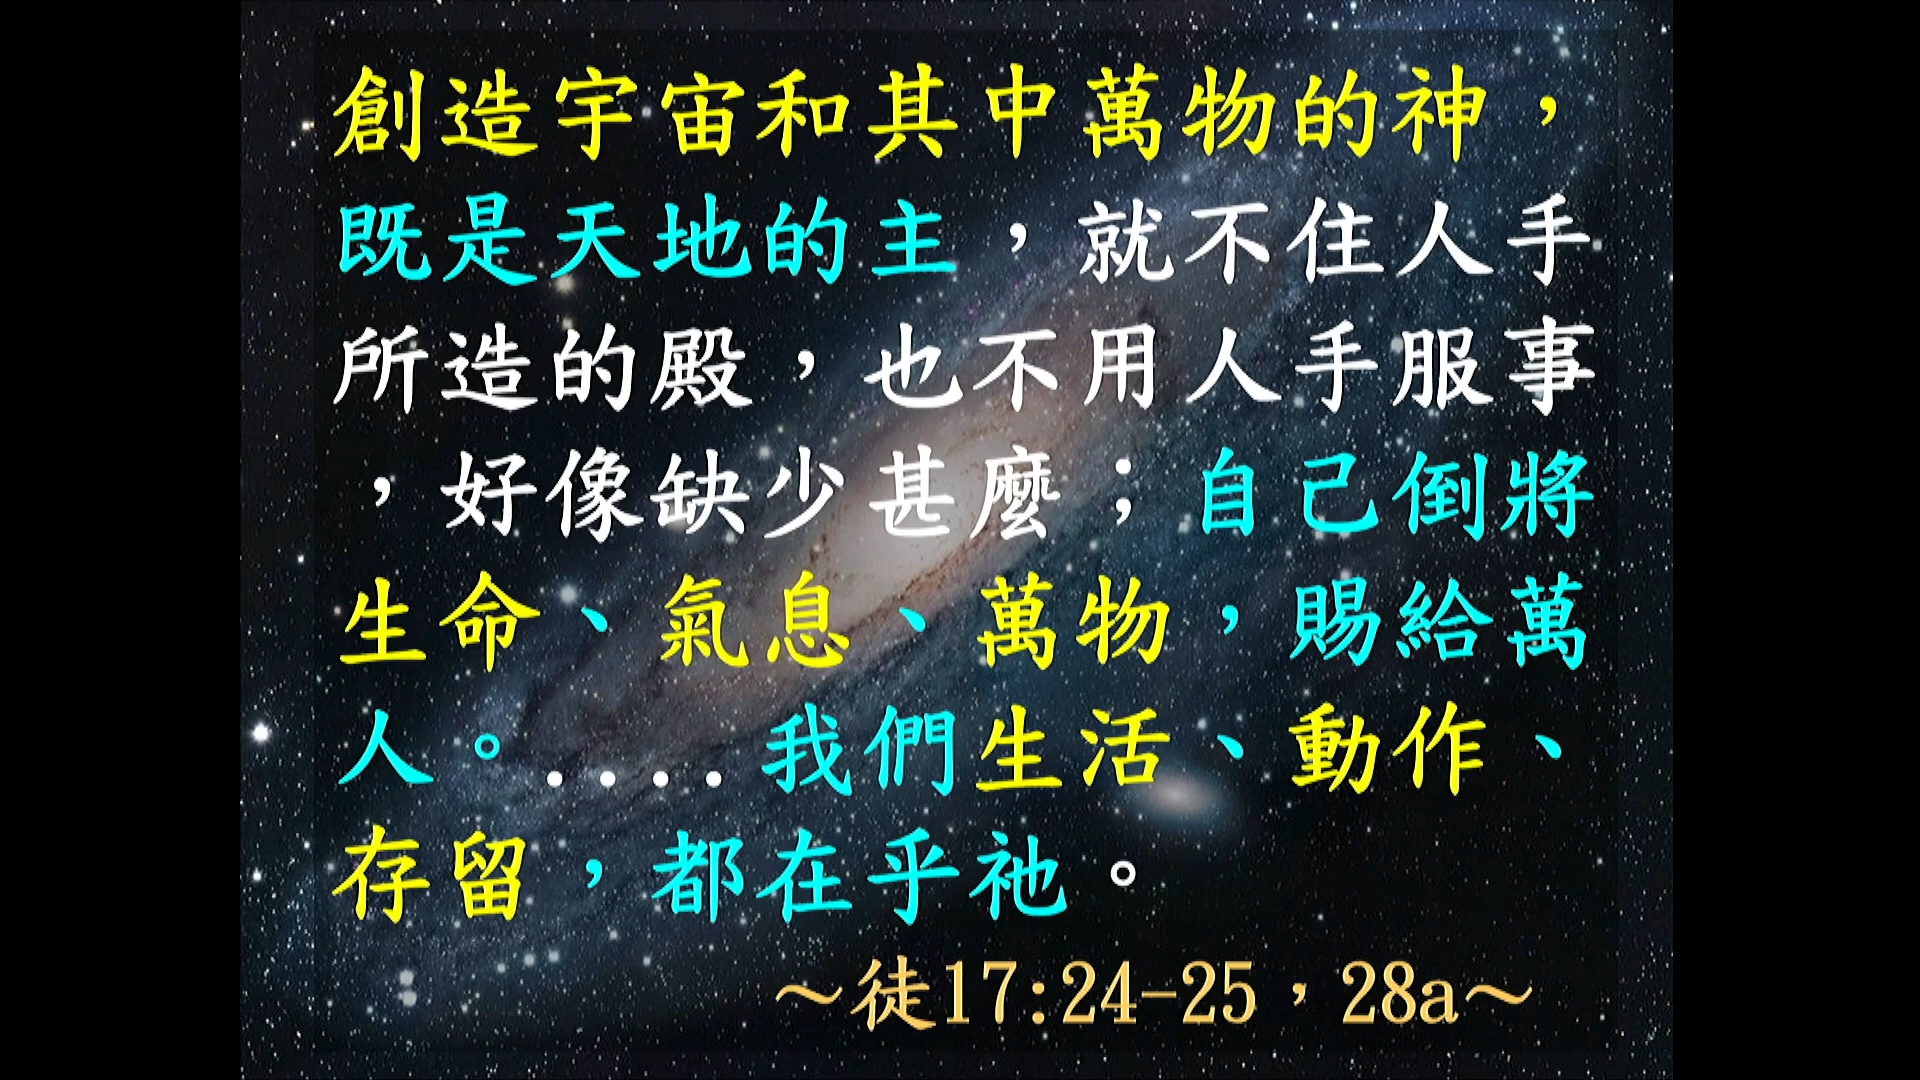 創造宇宙和其中萬物的神，
既是天地的主，就不住人手
所造的殿，也不用人手服事
，好像缺少甚麼；自己倒將
生命、氣息、萬物，賜給萬
人。....我們生活、動作、
存留，都在乎祂。
～徒17:24-25，28a～